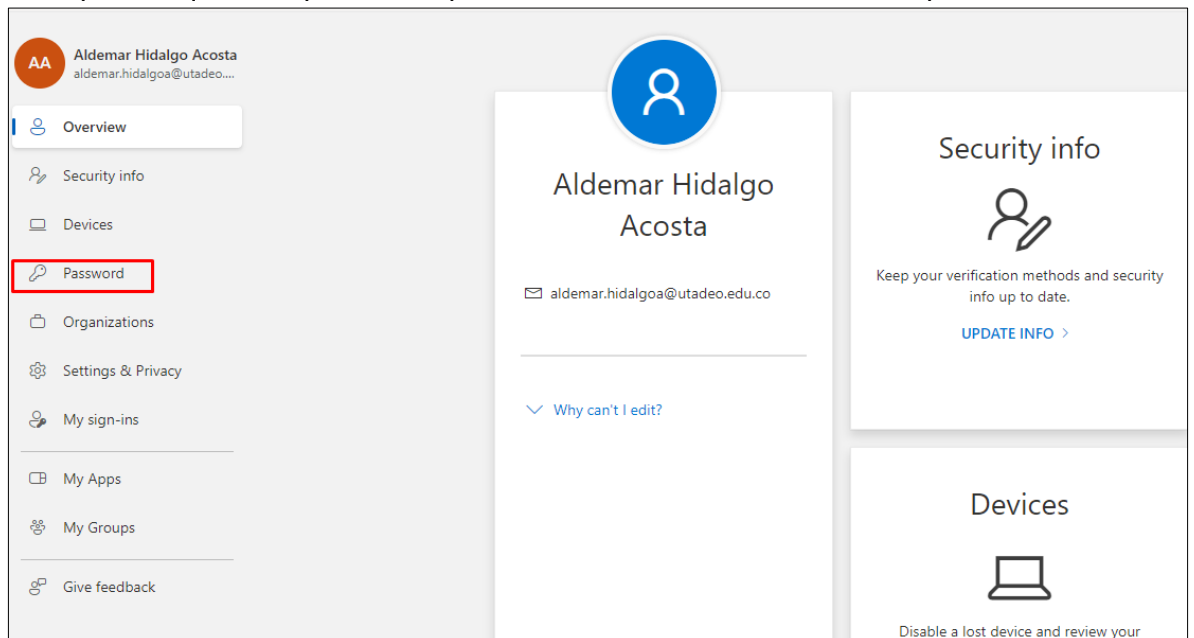 AA
Aldemar Hidalgo Acosta
aldemar.hidalgoa@utadeo....
Overview
Security info
Devices
Password
Organizations
Settings & Privacy
My sign-ins
My Apps
My Groups
Give feedback
Aldemar Hidalgo
Acosta
aldemar.hidalgoa@utadeo.edu.co
Why can't I edit?
Security info
Keep your verification methods and security
info up to date.
UPDATE INFO >
Devices
Disable a lost device and review your